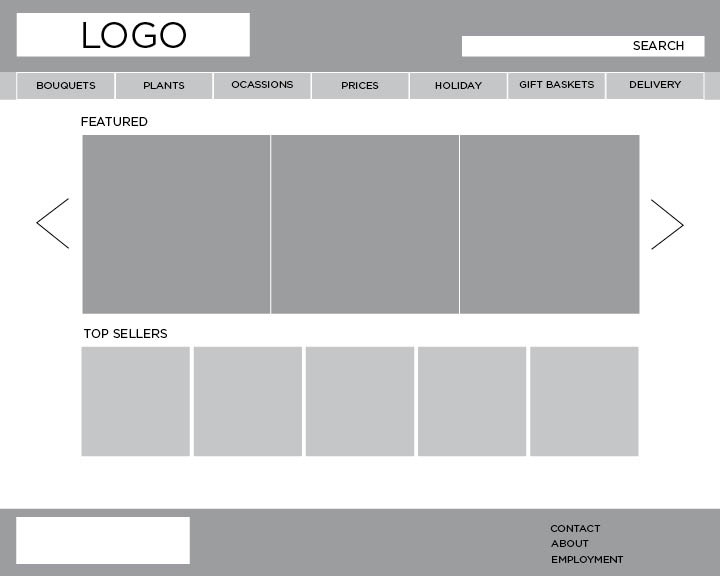 LOGO
SEARCH
BOUQUETS PLANTS OCASSIONS PRICES HOLIDAY GIFT BASKETS DELIVERY
FEATURED
TOP SELLERS
CONTACT
ABOUT
EMPLOYMENT